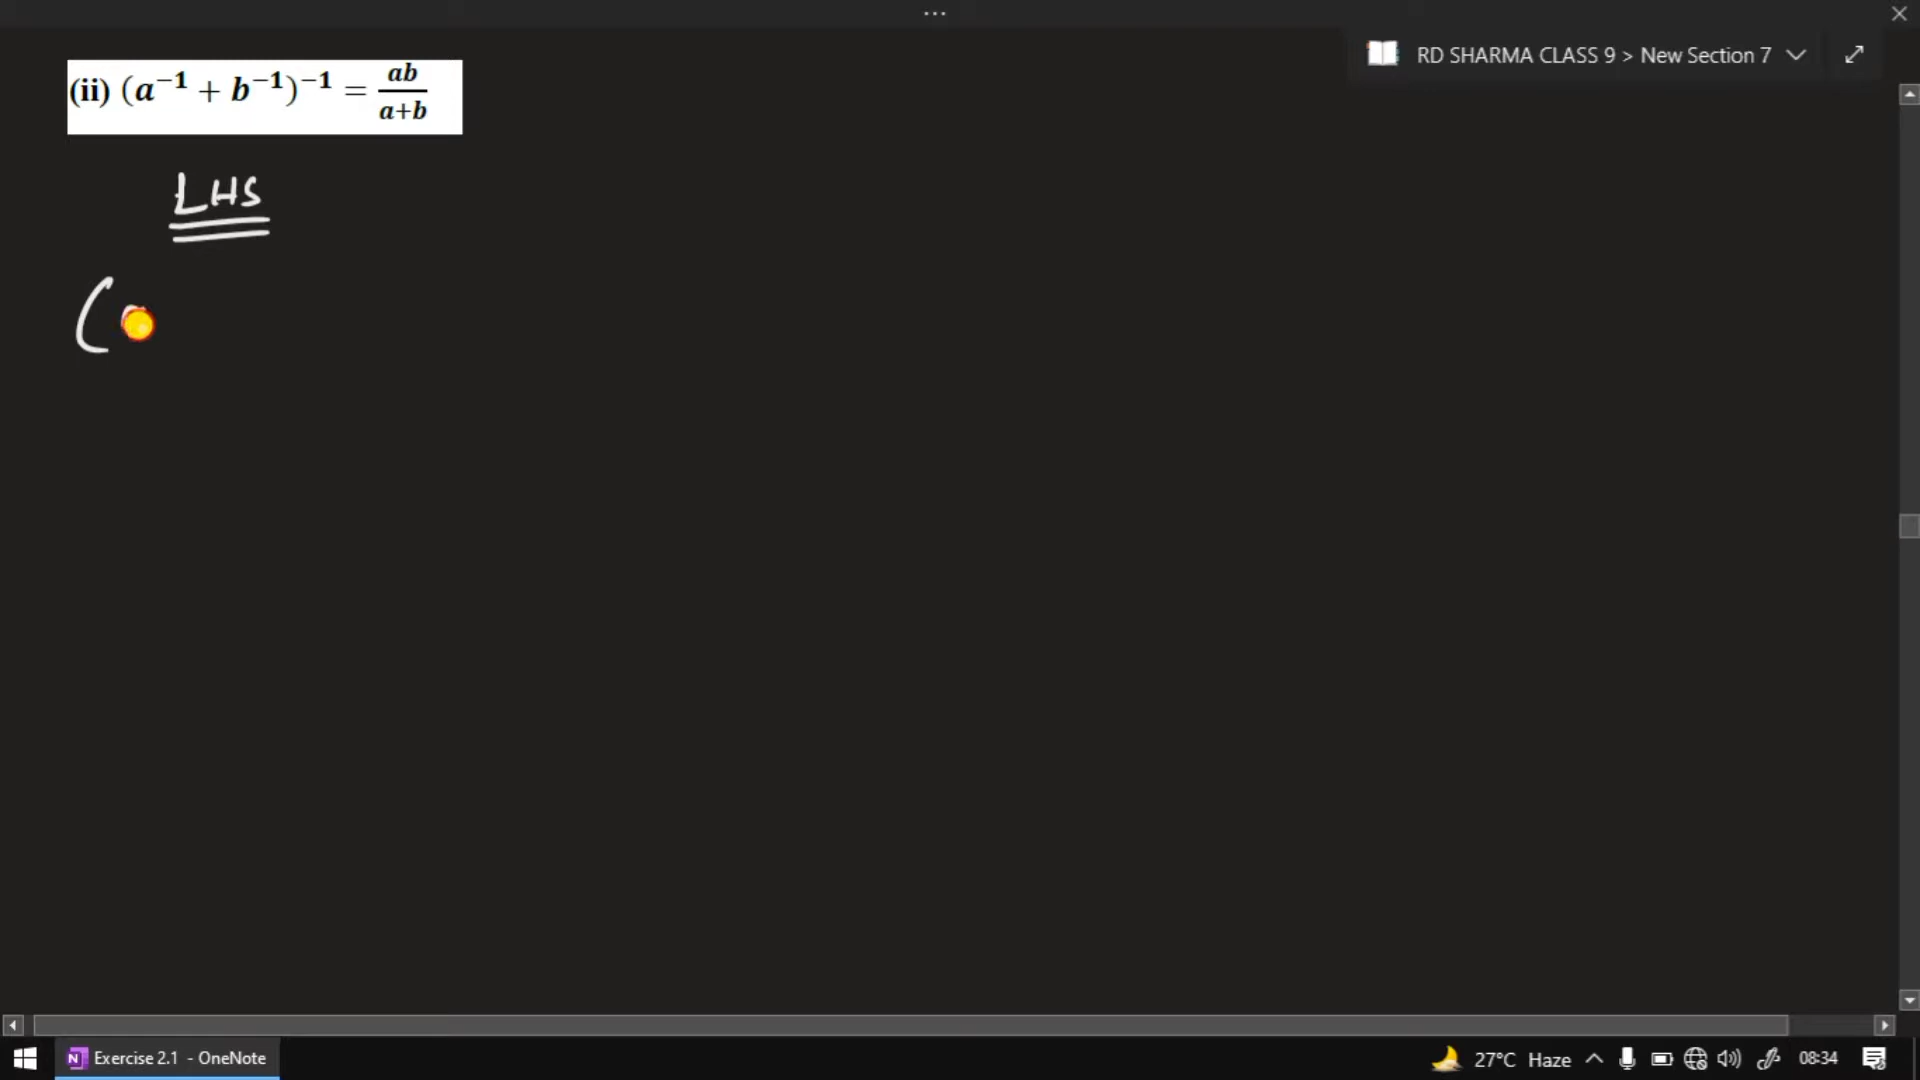 RD SHARMA CLASS 9 > New Section 7
(ii) (a⁻¹ + b⁻¹)⁻¹ = ab/a+b
LHS
(
Exercise 2.1 - OneNote
27°C Haze
08:34